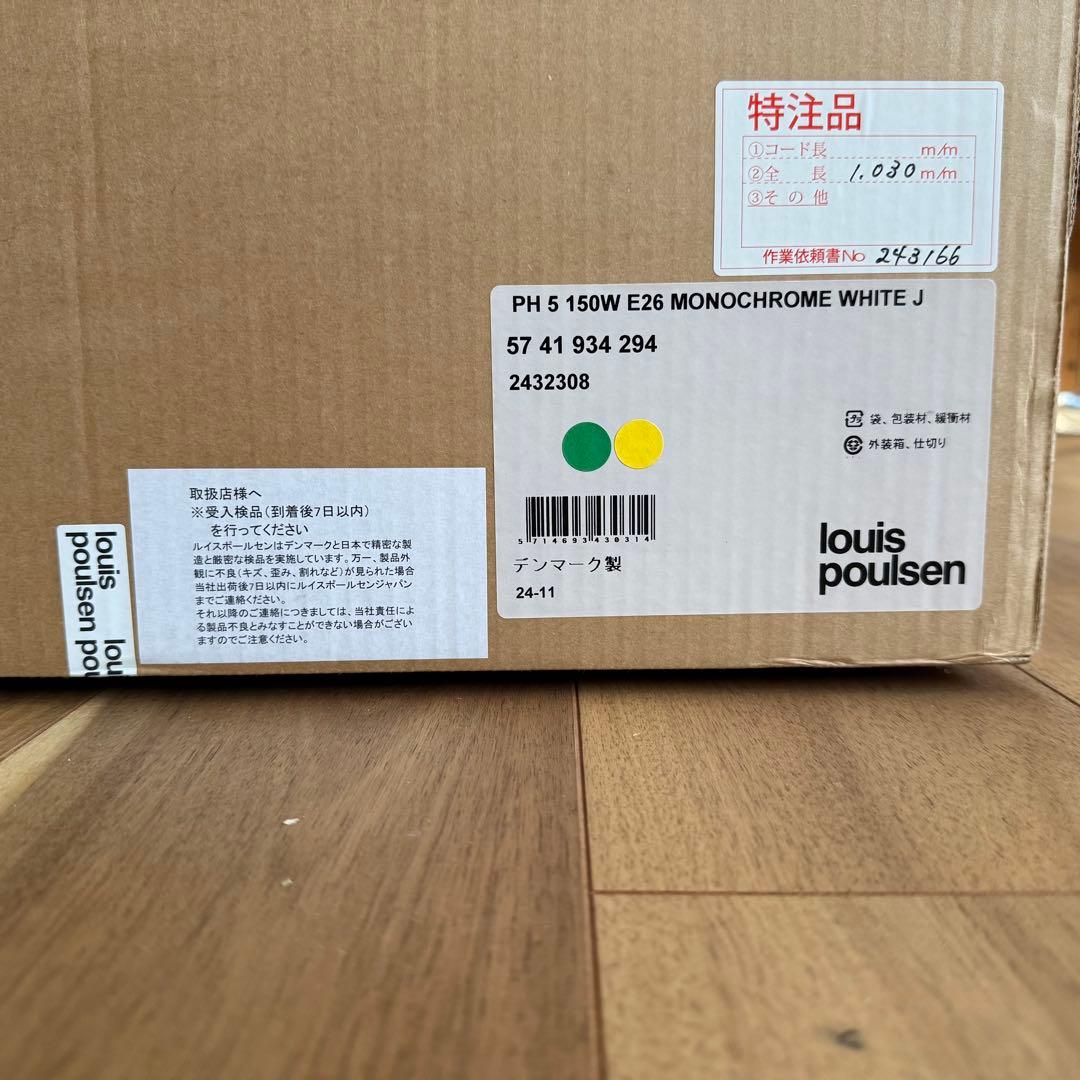 特注品
①コード長 m/m
②全 長 1.030 m/m
③その他
作業依頼書No 243166
PH 5 150W E26 MONOCHROME WHITE J
57 41 934 294
2432308
プラ 袋、包装材、緩衝材
外装箱、仕切り
5714693430314
デンマーク製
24-11
louis
poulsen
取扱店様へ
※受入検品(到着後7日以内)
を行ってください
ルイスポールセンはデンマークと日本で精密な製
造と厳密な検品を実施しています。万一、製品外
観に不良(キズ、歪み、割れなど)が見られた場合
当社出荷後7日以内にルイスポールセンジャパン
までご連絡ください。
それ以降のご連絡につきましては、当社責任によ
る製品不良とみなすことができない場合がござい
ますのでご注意ください。
louis lou
poulsen pou